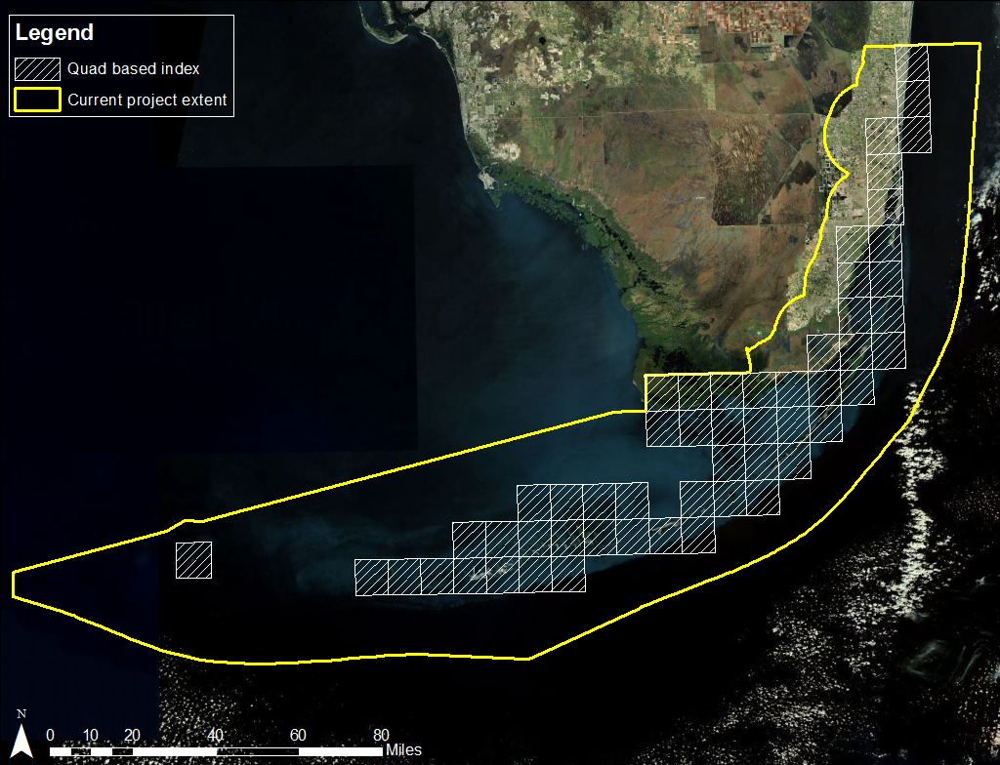 Legend
Quad based index
Current project extent
N
0 10 20 40 60 80
Miles